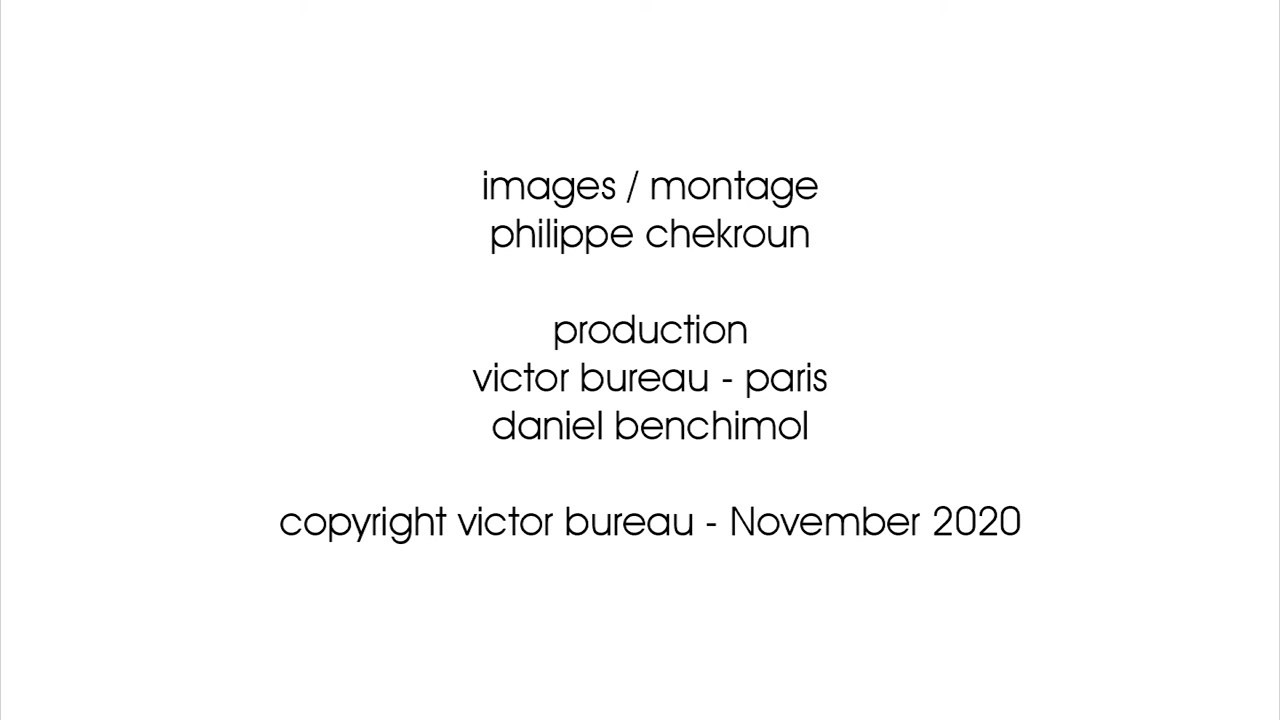 images / montage
philippe chekroun
production
victor bureau - paris
daniel benchimol
copyright victor bureau - November 2020